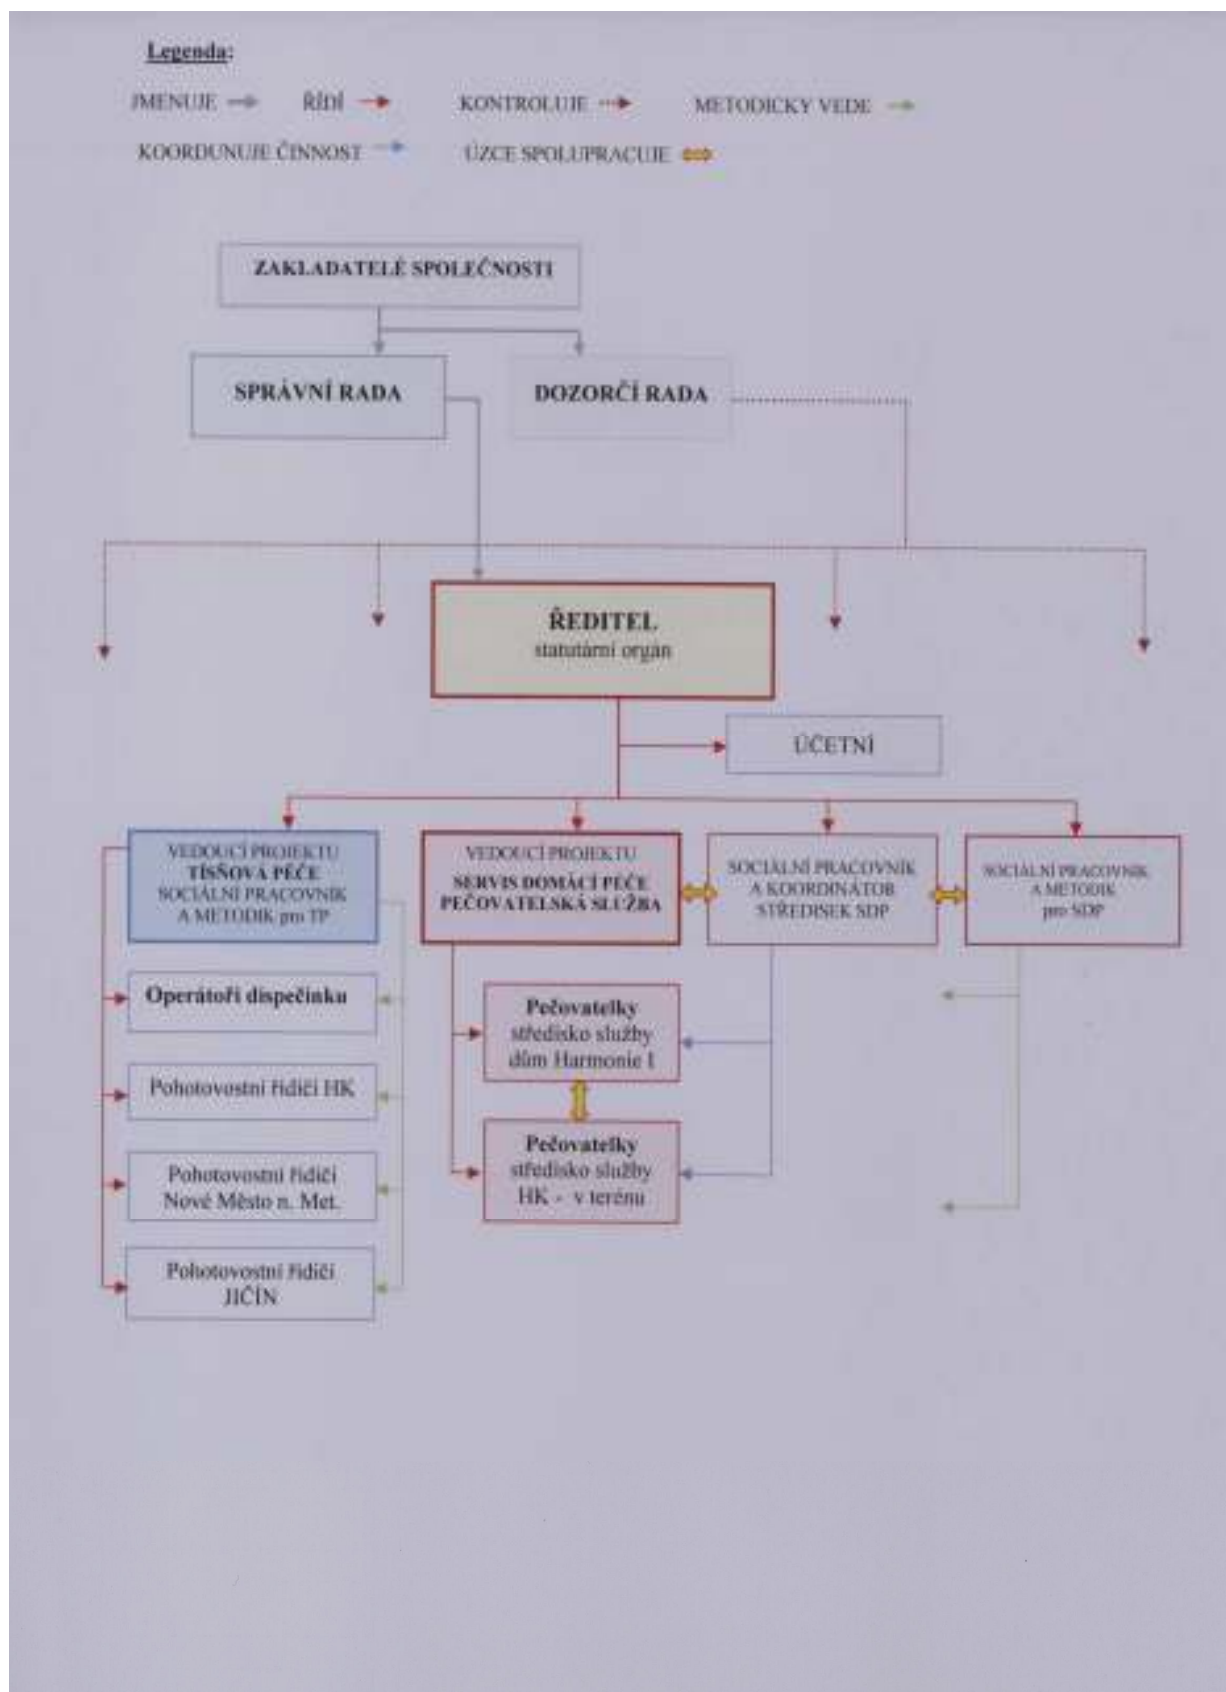 Legenda:
JMENUJE ŘÍDÍ KONTROLUJE METODICKY VEDE
KOORDUNUJE ČINNOST ÚZCE SPOLUPRACUJE
ZAKLADATELÉ SPOLEČNOSTI
SPRÁVNÍ RADA
DOZORČÍ RADA
ŘEDITEL
statutární orgán
ÚČETNÍ
VEDOUCÍ PROJEKTU
TÍSŇOVÁ PÉČE
SOCIÁLNÍ PRACOVNÍK
A METODIK pro TP
VEDOUCÍ PROJEKTU
SERVIS DOMÁCÍ PÉČE
PEČOVATELSKÁ SLUŽBA
SOCIÁLNÍ PRACOVNÍK
A KOORDINÁTOR
STŘEDISEK SDP
SOCIÁLNÍ PRACOVNÍK
A METODIK
pro SDP
Operátoři dispečinku
Pohotovostní řidiči HK
Pohotovostní řidiči
Nové Město n. Met.
Pohotovostní řidiči
JIČÍN
Pečovatelky
středisko služby
dům Harmonie I
Pečovatelky
středisko služby
HK - v terénu